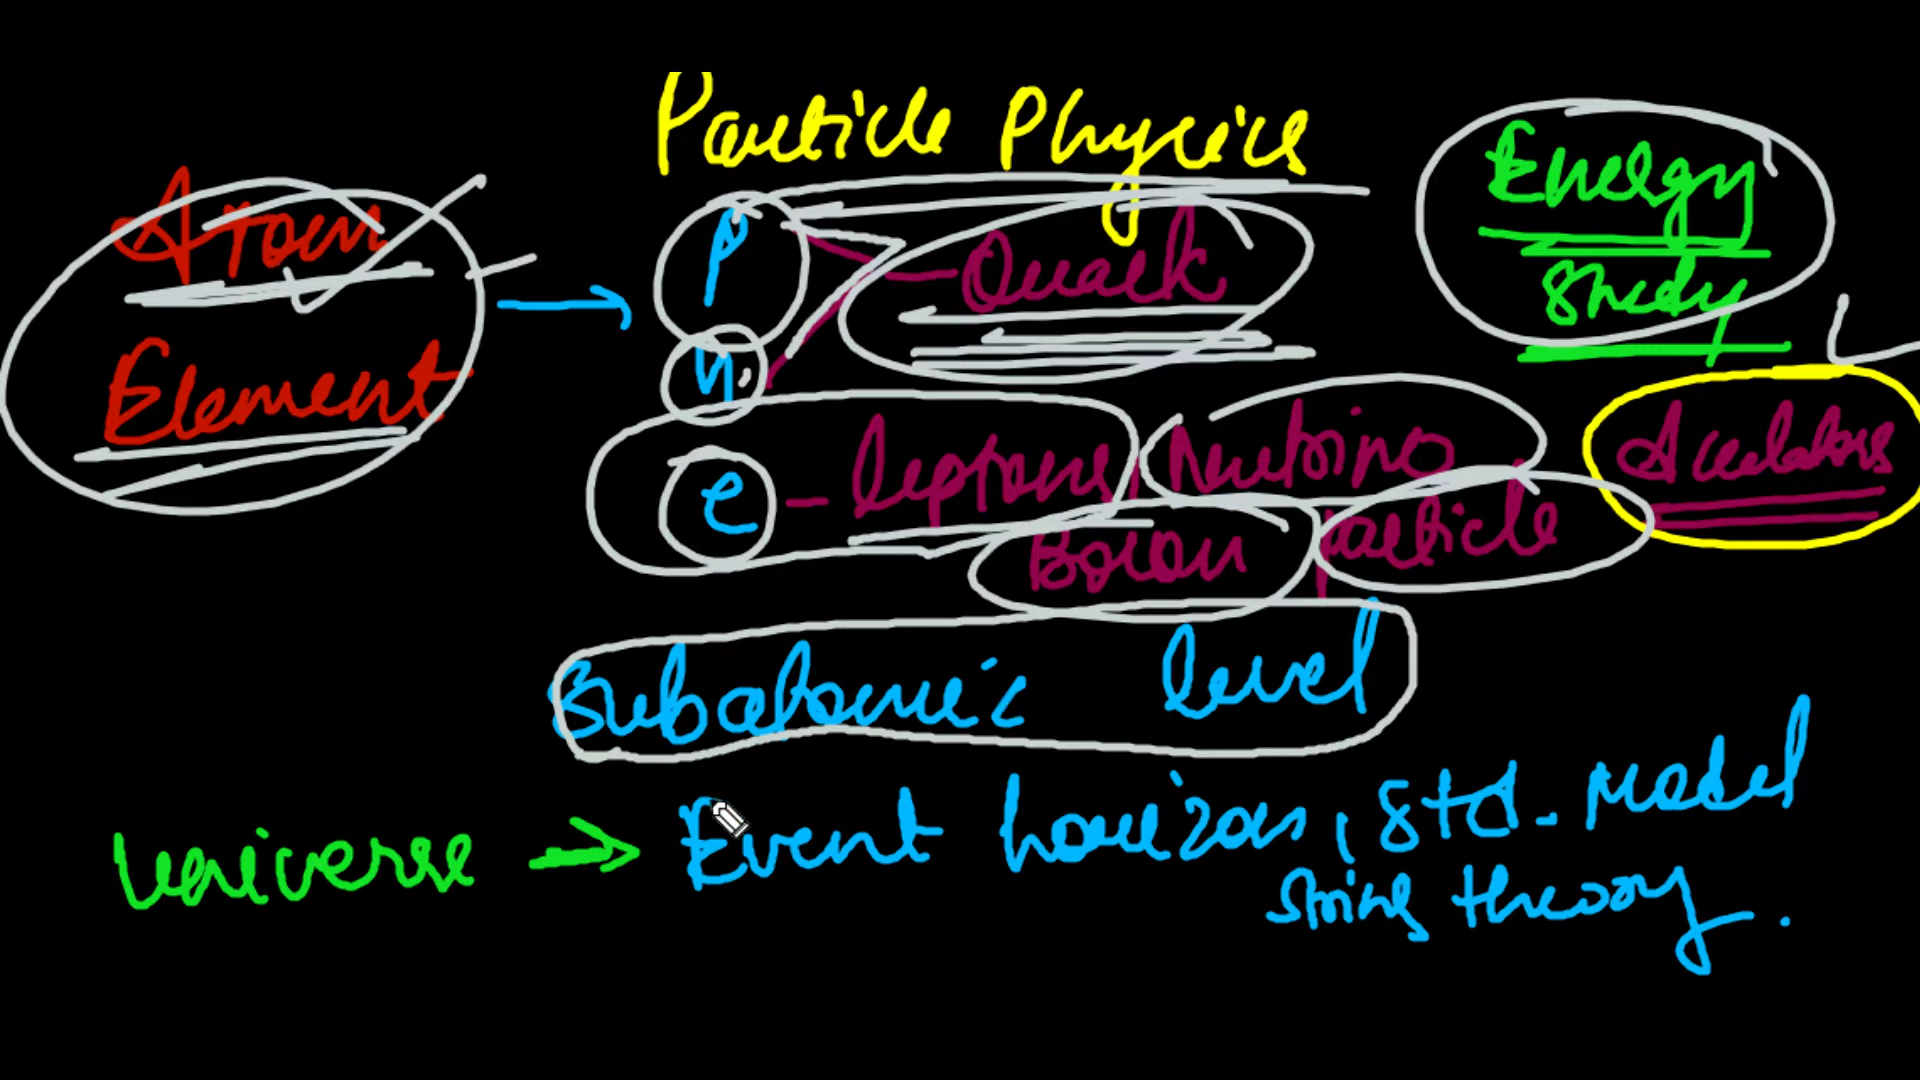 Particle Physics
Energy
Study
Atom
Element
p
n
Quark
e - leptons, Neutrino
Boson particle
Subatomic level
Universe → Event horizon, Std. Model
String theory.